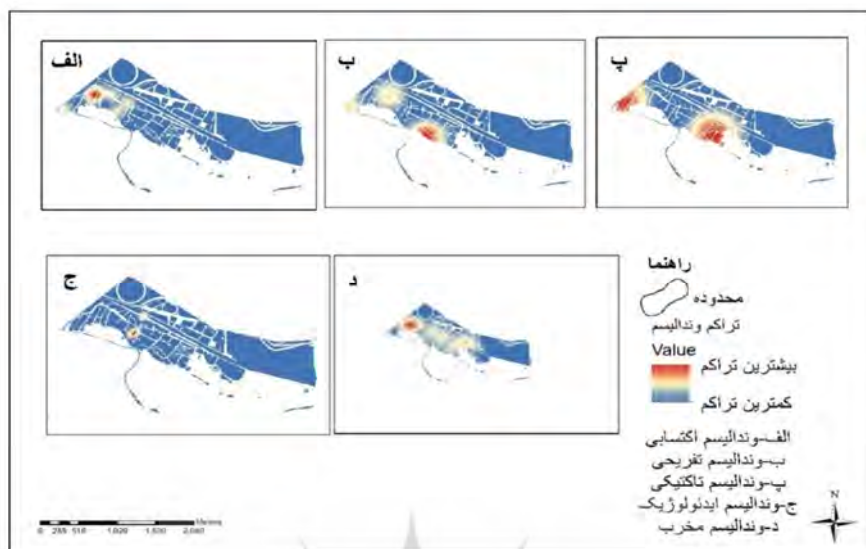 الف
ب
پ
ج
د
راهنما
محدوده
تراکم وندالیسم
Value
بیشترین تراکم
کمترین تراکم
الف-وندالیسم اکتسابی
ب-وندالیسم تفریحی
پ-وندالیسم تاکتیکی
ج-وندالیسم ایدئولوژیک
د-وندالیسم مخرب
N
Meters
0